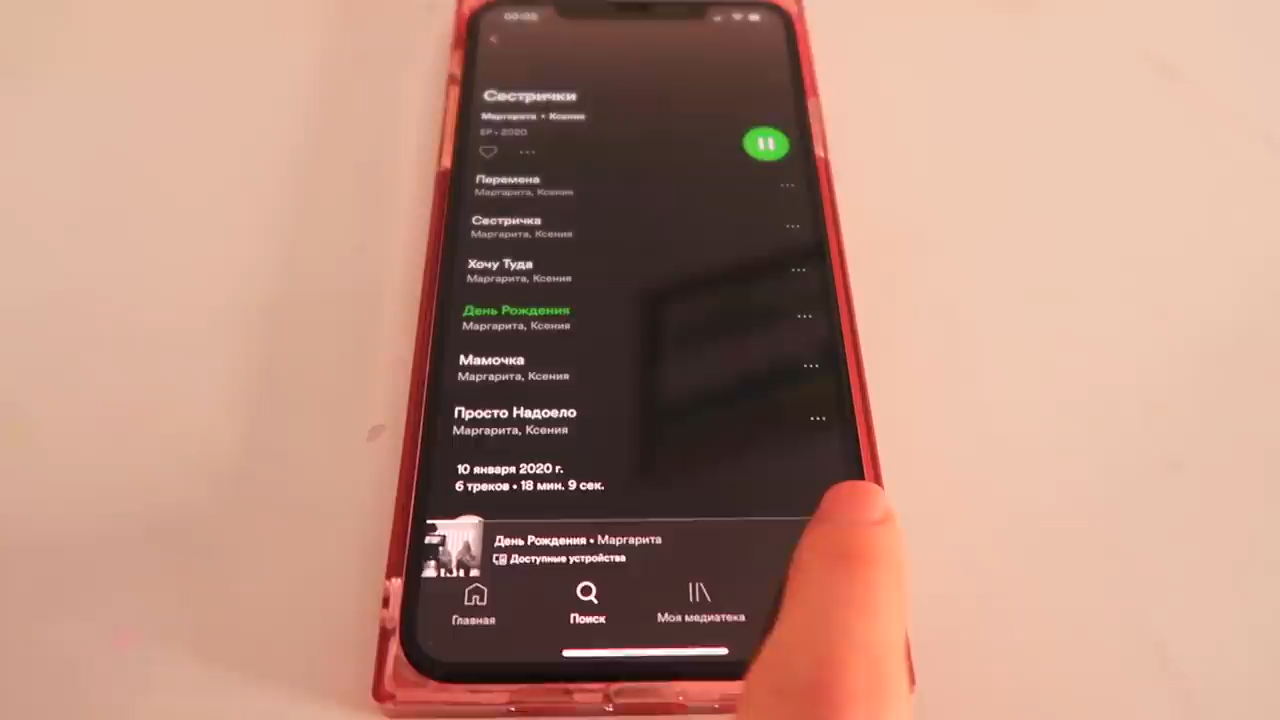 Сестрички
Маргарита • Ксения
EP • 2020
Перемена
Маргарита, Ксения
Сестричка
Маргарита, Ксения
Хочу Туда
Маргарита, Ксения
День Рождения
Маргарита, Ксения
Мамочка
Маргарита, Ксения
Просто Надоело
Маргарита, Ксения
10 января 2020 г.
6 треков • 18 мин. 9 сек.
День Рождения • Маргарита
Доступные устройства
Главная
Поиск
Моя медиатека